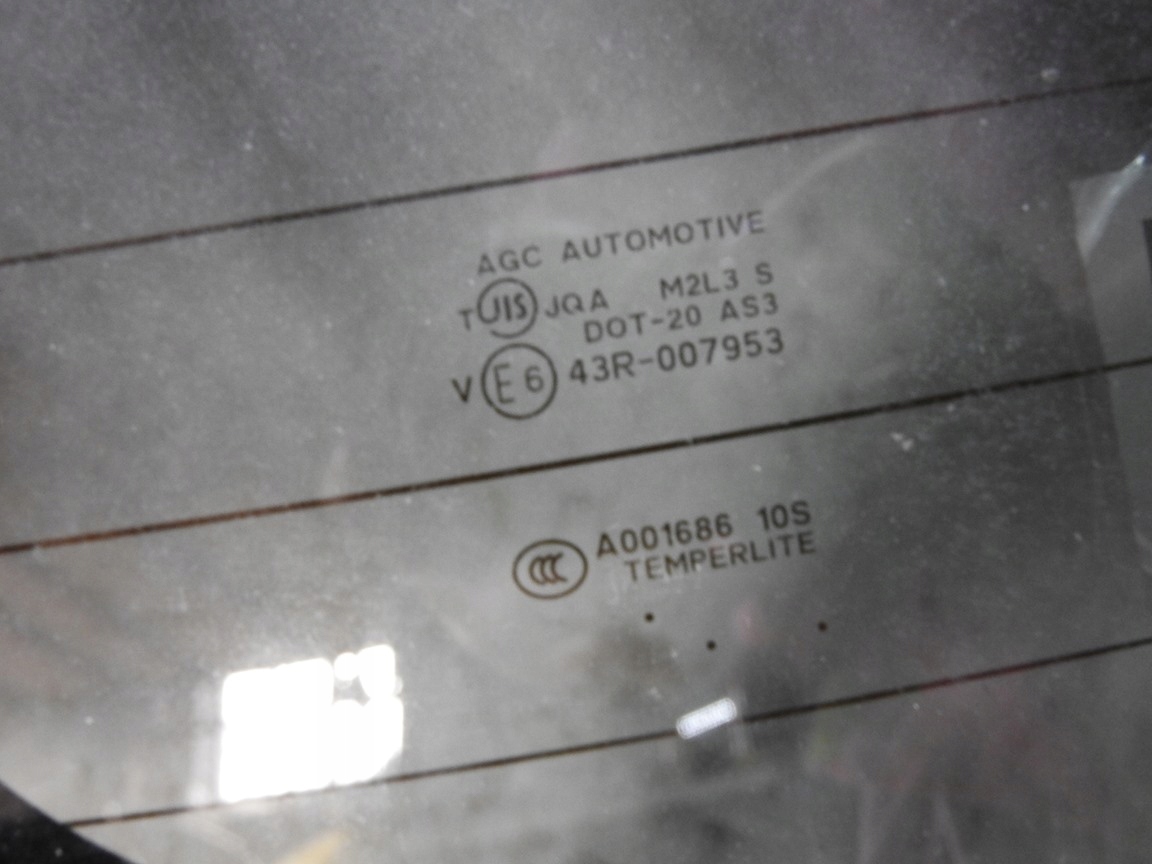 AGC AUTOMOTIVE
T JIS JQA M2L3 S
DOT-20 AS3
V E6 43R-007953
CCC A001686 10S
TEMPERLITE